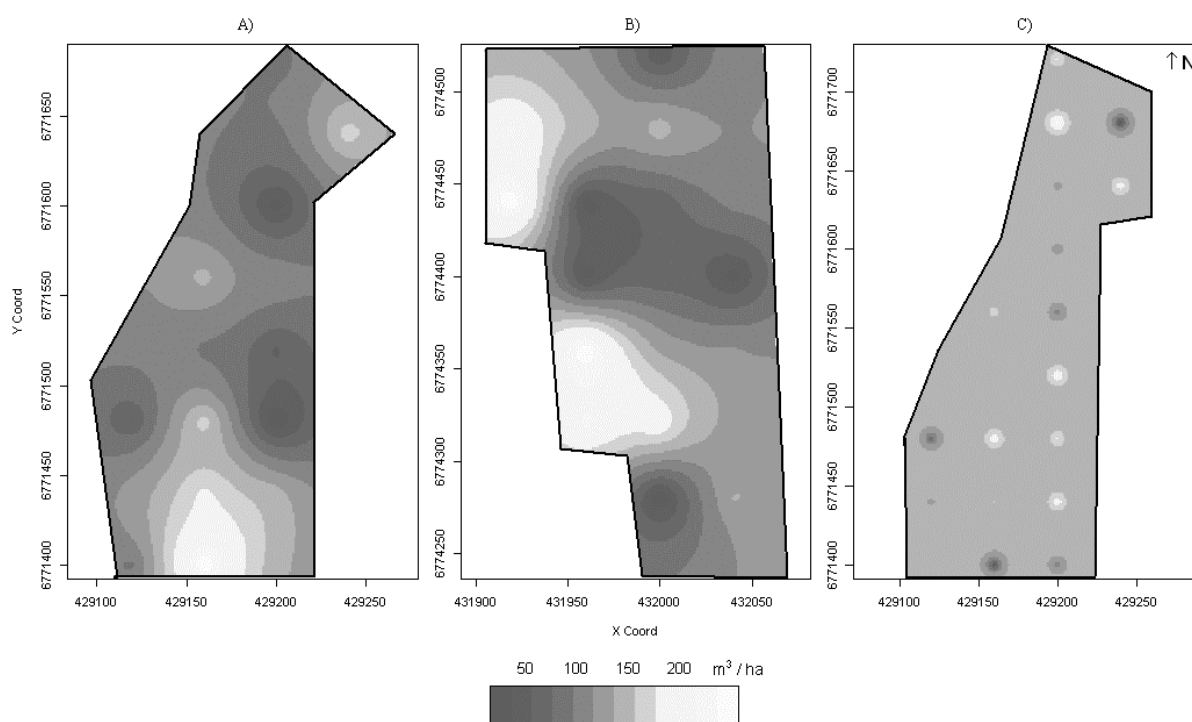 A) B) C)
↑ N
Y Coord
6771400 6771450 6771500 6771550 6771600 6771650
6774250 6774300 6774350 6774400 6774450 6774500
6771400 6771450 6771500 6771550 6771600 6771650 6771700
429100 429150 429200 429250
431900 431950 432000 432050
429100 429150 429200 429250
X Coord
50 100 150 200 m³ / ha